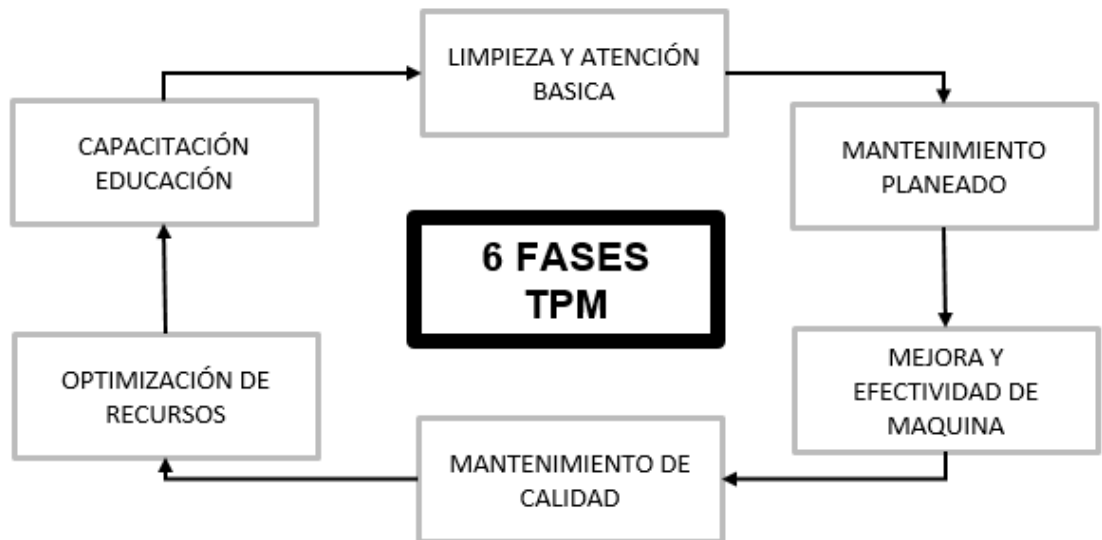 LIMPIEZA Y ATENCIÓN
BASICA
MANTENIMIENTO
PLANEADO
MEJORA Y
EFECTIVIDAD DE
MAQUINA
MANTENIMIENTO DE
CALIDAD
OPTIMIZACIÓN DE
RECURSOS
CAPACITACIÓN
EDUCACIÓN
6 FASES
TPM